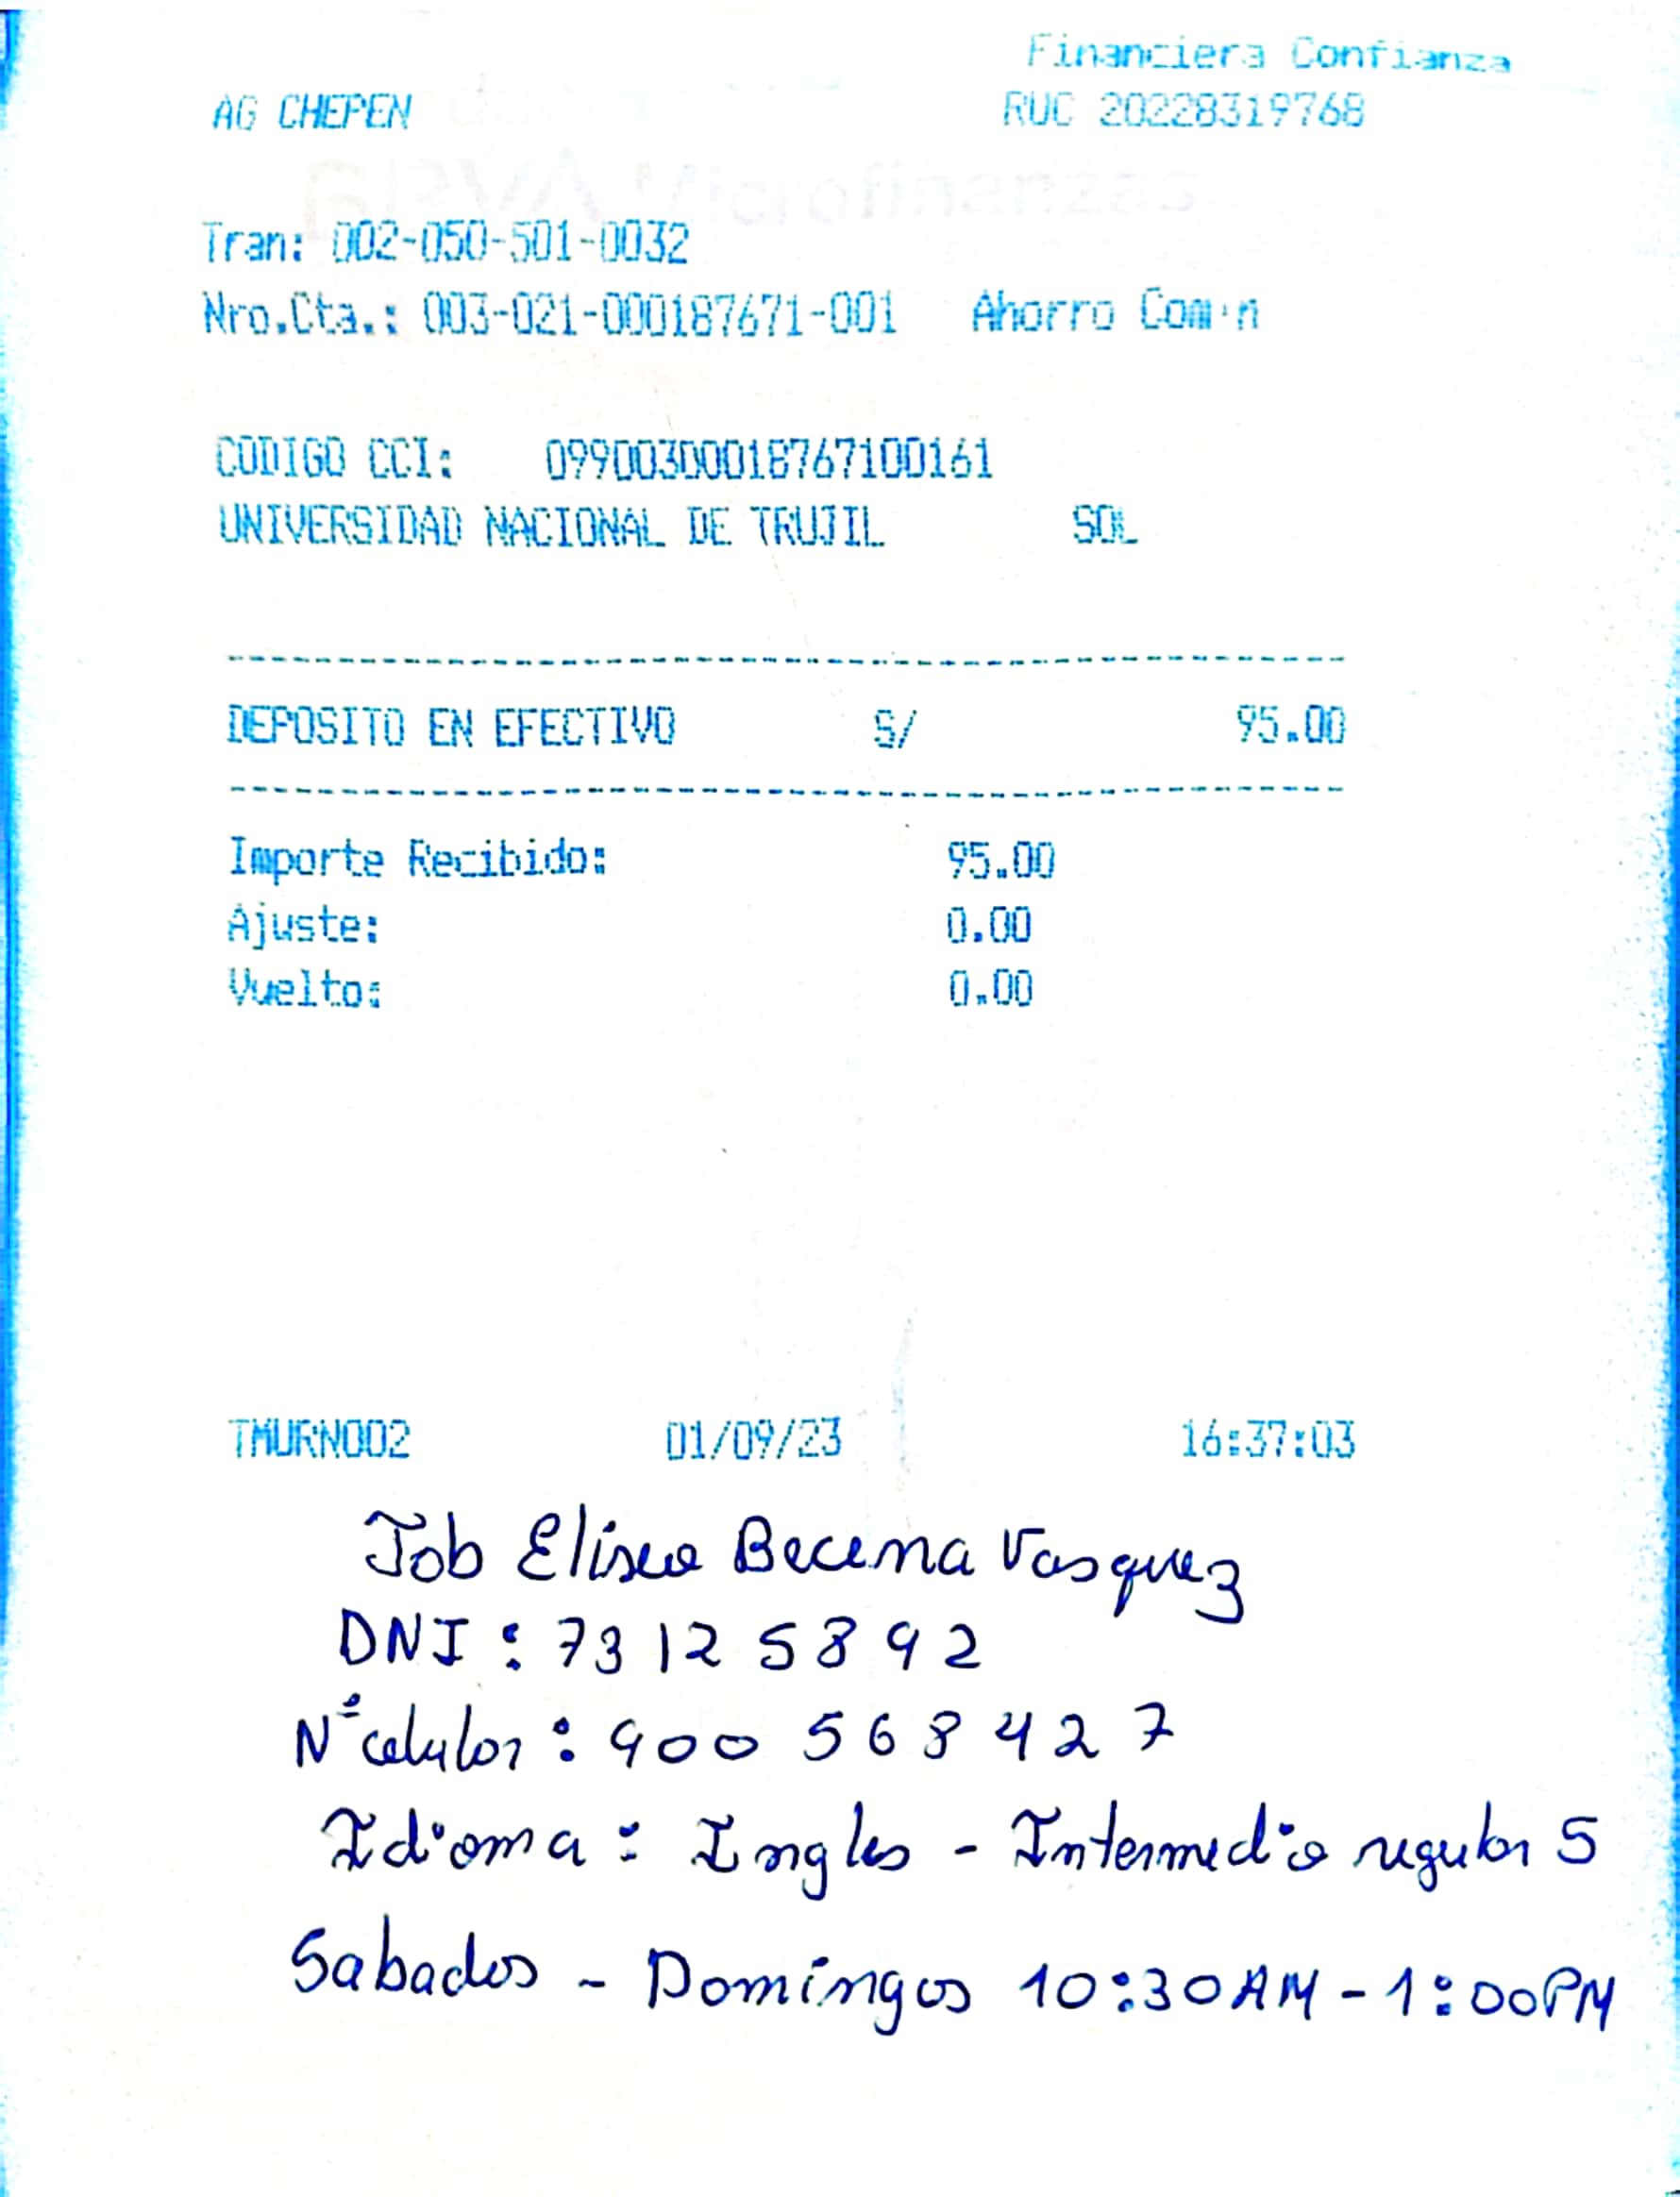 Financiera Confianza
AG CHEPEN RUC 20228319768
Tran: 002-050-501-0032
Nro.Cta.: 003-021-000187671-001 Ahorro Com·n
CODIGO CCI: 09900300018767100161
UNIVERSIDAD NACIONAL DE TRUJIL SOL
DEPOSITO EN EFECTIVO S/ 95.00
Importe Recibido: 95.00
Ajuste: 0.00
Vuelto: 0.00
TMURN002 01/09/23 16:37:03
Job Eliseo Becerra Vasquez
DNI : 73125892
N° celular : 900 568 427
Idioma : Ingles - Intermedio regular 5
Sabados - Domingos 10:30AM - 1:00PM